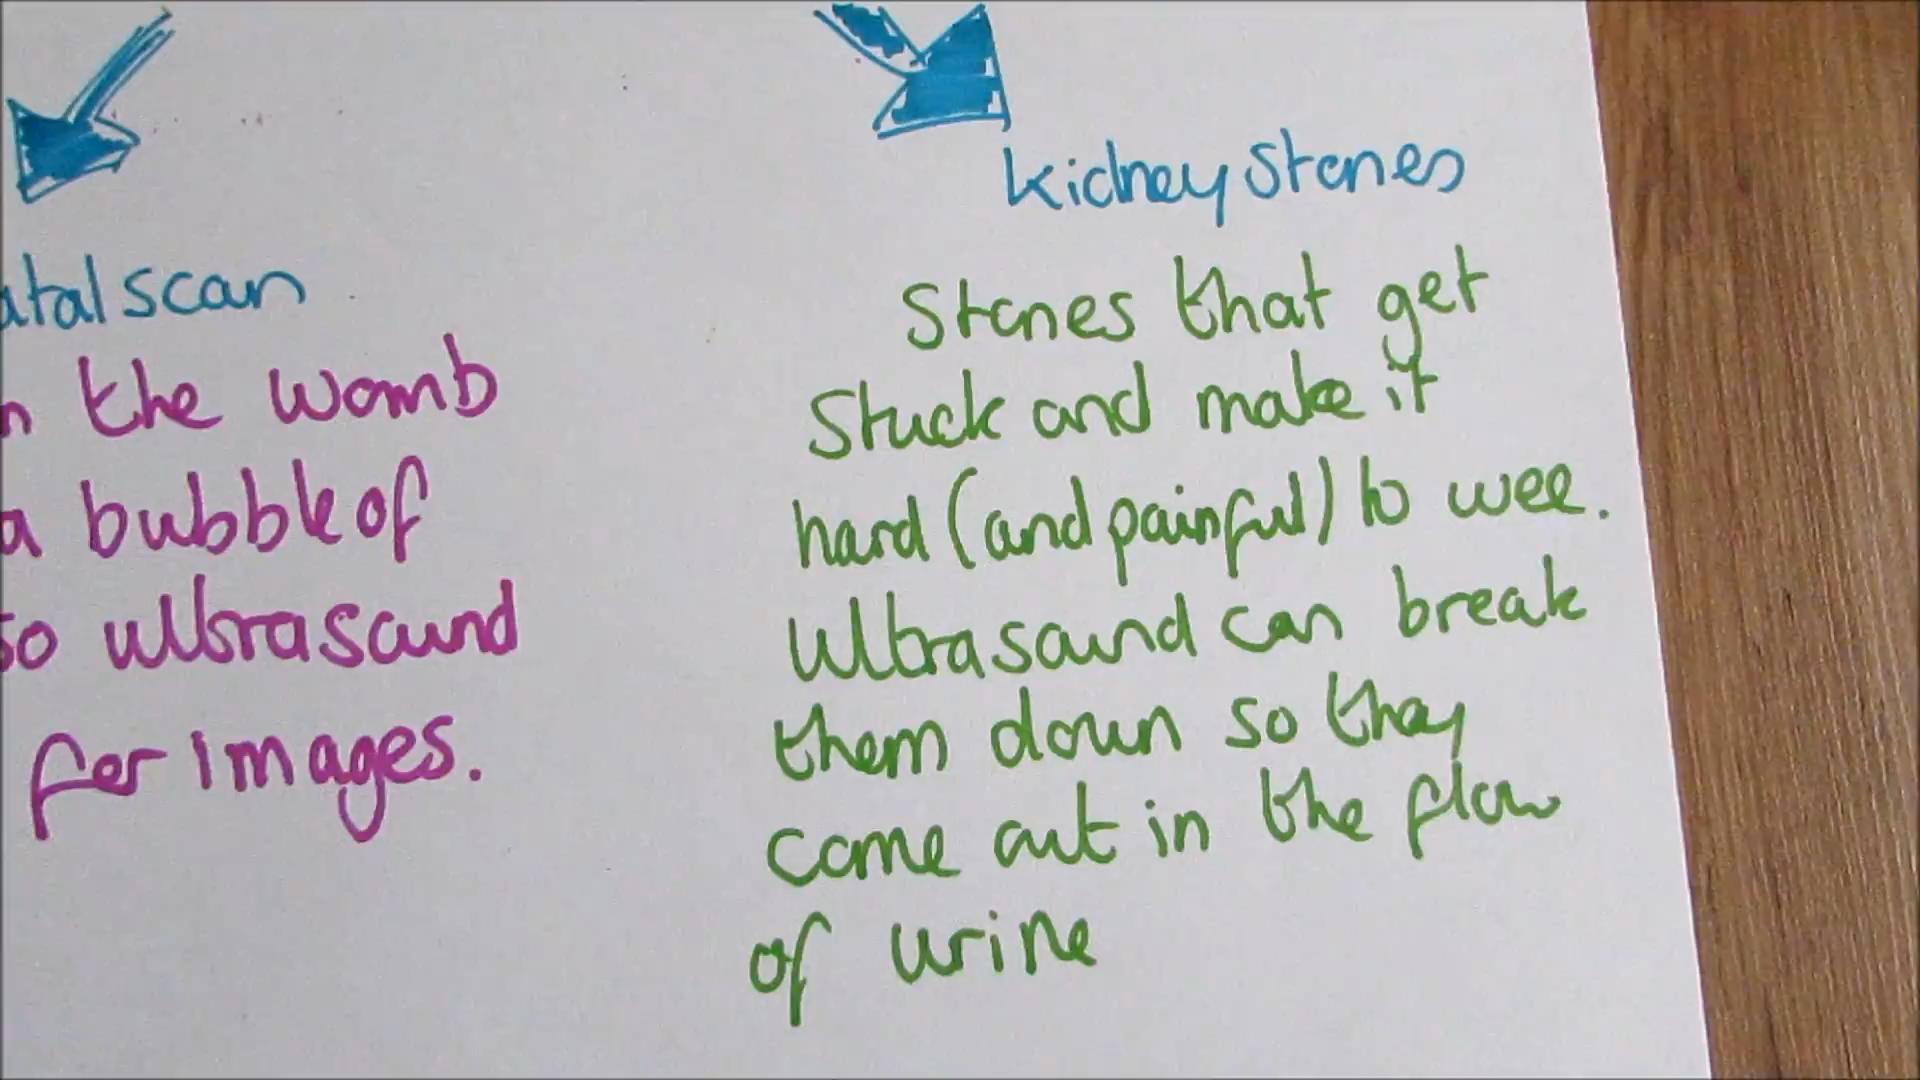 atal scan
n the womb
a bubble of
so ultrasound
for images.
kidney stones
Stones that get
stuck and make it
hard (and painful) to wee.
Ultrasound can break
them down so they
come out in the flow
of urine